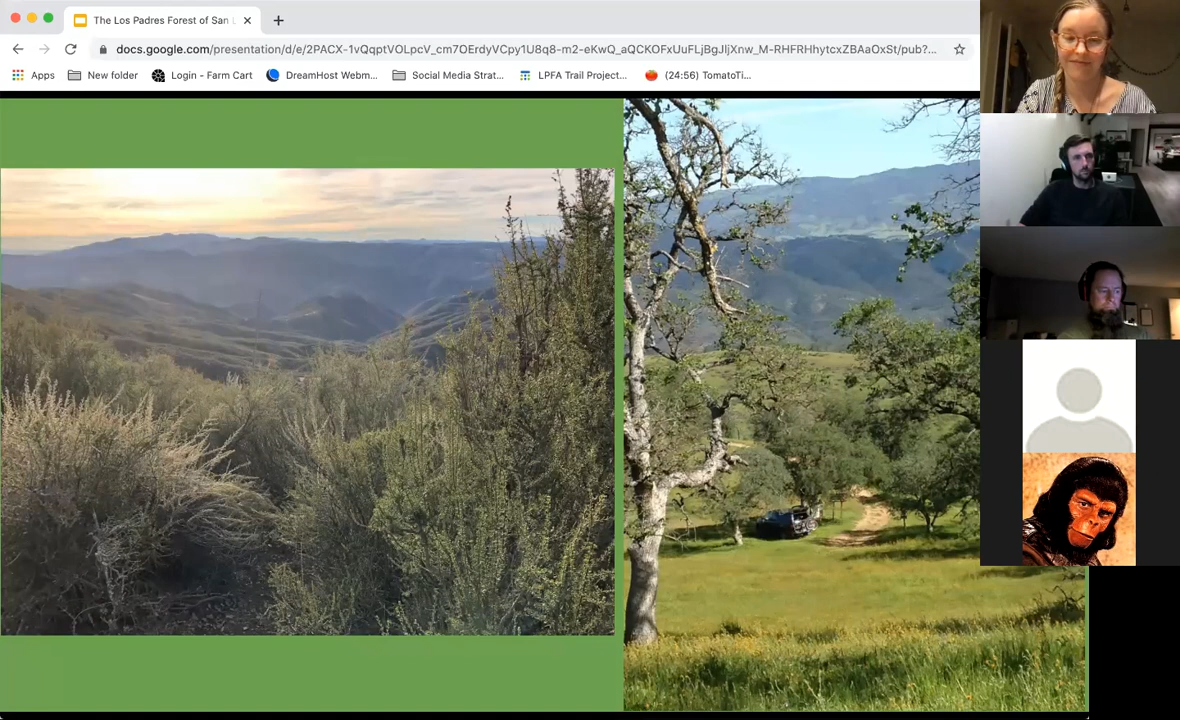 The Los Padres Forest of San L
docs.google.com/presentation/d/e/2PACX-1vQqptVOLpcV_cm7OErdyVCpy1U8q8-m2-eKwQ_aQCKOFxUuFLjBgJljXnw_M-RHFRHhytcxZBAaOxSt/pub?...
Apps New folder Login - Farm Cart DreamHost Webm... Social Media Strat... LPFA Trail Project... (24:56) TomatoTi...